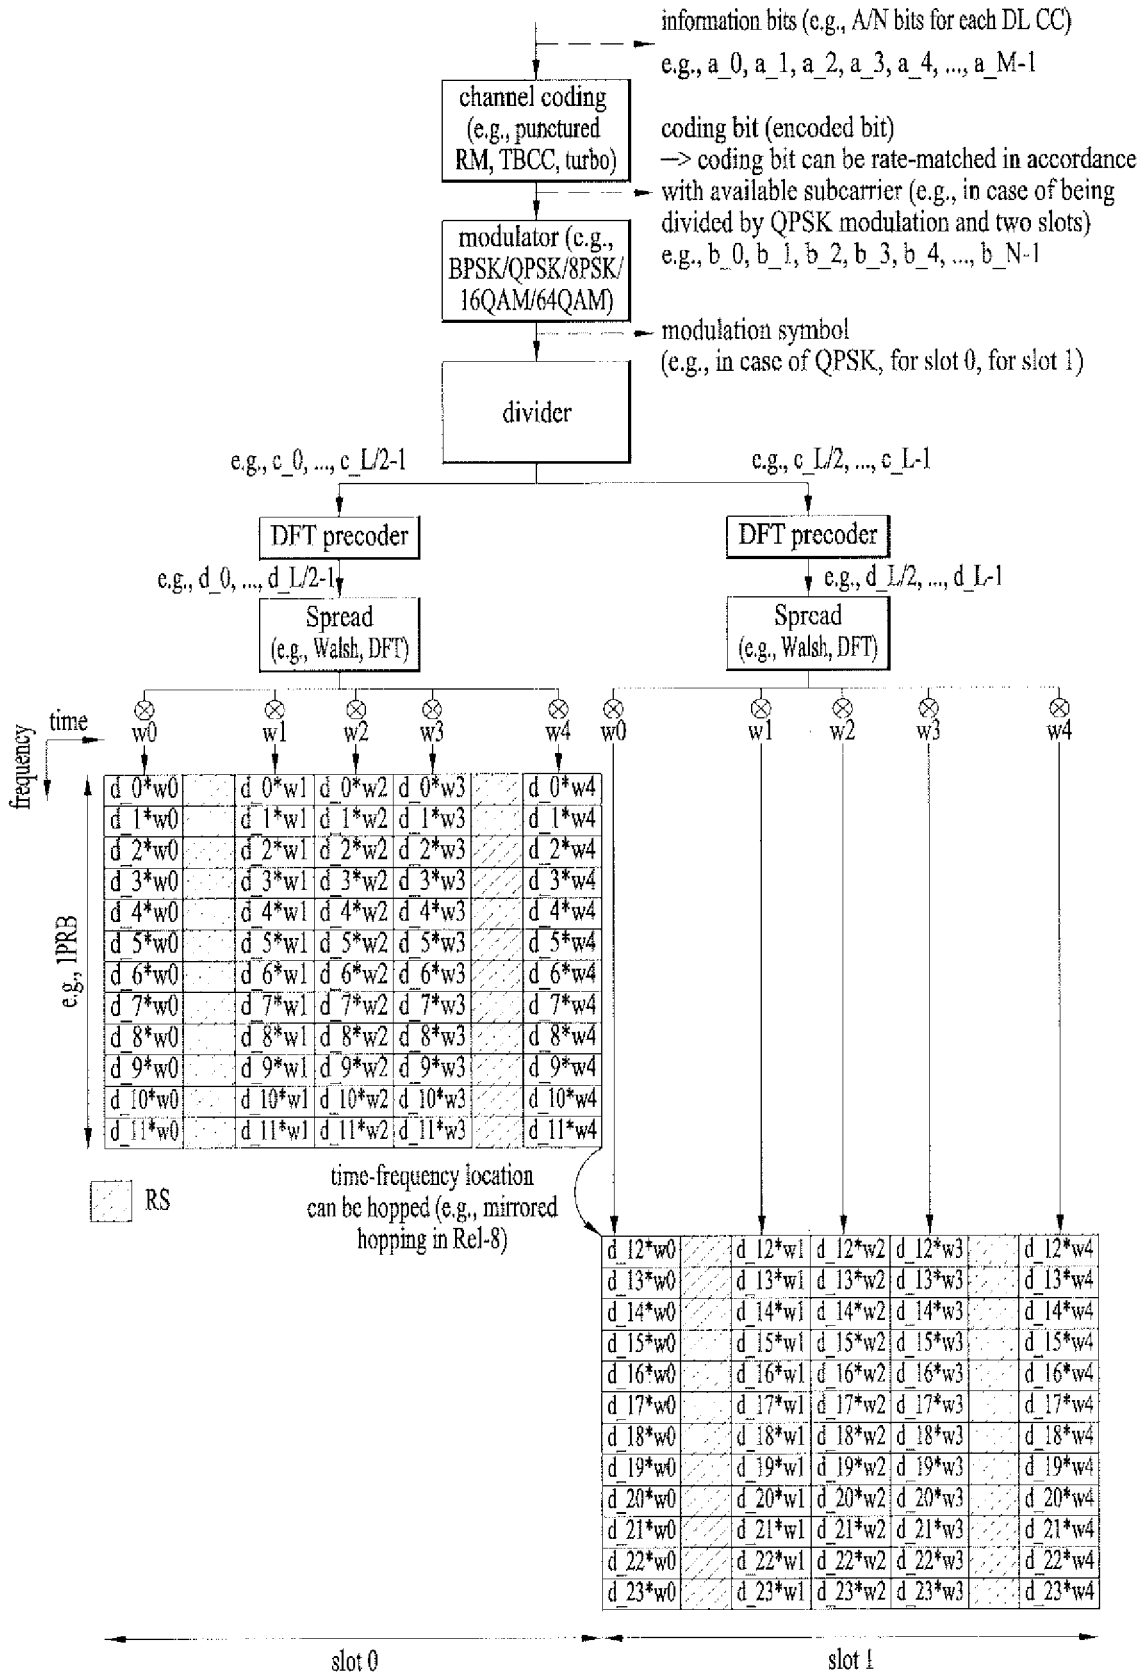 information bits (e.g., A/N bits for each DL CC)
e.g., a_0, a_1, a_2, a_3, a_4, ..., a_M-1
channel coding
(e.g., punctured
RM, TBCC, turbo)
coding bit (encoded bit)
—> coding bit can be rate-matched in accordance
with available subcarrier (e.g., in case of being
divided by QPSK modulation and two slots)
e.g., b_0, b_1, b_2, b_3, b_4, ..., b_N-1
modulator (e.g.,
BPSK/QPSK/8PSK/
16QAM/64QAM)
modulation symbol
(e.g., in case of QPSK, for slot 0, for slot 1)
divider
e.g., c_0, ..., c_L/2-1
e.g., c_L/2, ..., c_L-1
DFT precoder
DFT precoder
e.g., d_0, ..., d_L/2-1
e.g., d_L/2, ..., d_L-1
Spread
(e.g., Walsh, DFT)
Spread
(e.g., Walsh, DFT)
time
frequency
w0 w1 w2 w3 w4 w0 w1 w2 w3 w4
e.g., 1PRB
d_0*w0 d_0*w1 d_0*w2 d_0*w3 d_0*w4
d_1*w0 d_1*w1 d_1*w2 d_1*w3 d_1*w4
d_2*w0 d_2*w1 d_2*w2 d_2*w3 d_2*w4
d_3*w0 d_3*w1 d_3*w2 d_3*w3 d_3*w4
d_4*w0 d_4*w1 d_4*w2 d_4*w3 d_4*w4
d_5*w0 d_5*w1 d_5*w2 d_5*w3 d_5*w4
d_6*w0 d_6*w1 d_6*w2 d_6*w3 d_6*w4
d_7*w0 d_7*w1 d_7*w2 d_7*w3 d_7*w4
d_8*w0 d_8*w1 d_8*w2 d_8*w3 d_8*w4
d_9*w0 d_9*w1 d_9*w2 d_9*w3 d_9*w4
d_10*w0 d_10*w1 d_10*w2 d_10*w3 d_10*w4
d_11*w0 d_11*w1 d_11*w2 d_11*w3 d_11*w4
RS
time-frequency location
can be hopped (e.g., mirrored
hopping in Rel-8)
d_12*w0 d_12*w1 d_12*w2 d_12*w3 d_12*w4
d_13*w0 d_13*w1 d_13*w2 d_13*w3 d_13*w4
d_14*w0 d_14*w1 d_14*w2 d_14*w3 d_14*w4
d_15*w0 d_15*w1 d_15*w2 d_15*w3 d_15*w4
d_16*w0 d_16*w1 d_16*w2 d_16*w3 d_16*w4
d_17*w0 d_17*w1 d_17*w2 d_17*w3 d_17*w4
d_18*w0 d_18*w1 d_18*w2 d_18*w3 d_18*w4
d_19*w0 d_19*w1 d_19*w2 d_19*w3 d_19*w4
d_20*w0 d_20*w1 d_20*w2 d_20*w3 d_20*w4
d_21*w0 d_21*w1 d_21*w2 d_21*w3 d_21*w4
d_22*w0 d_22*w1 d_22*w2 d_22*w3 d_22*w4
d_23*w0 d_23*w1 d_23*w2 d_23*w3 d_23*w4
slot 0
slot 1